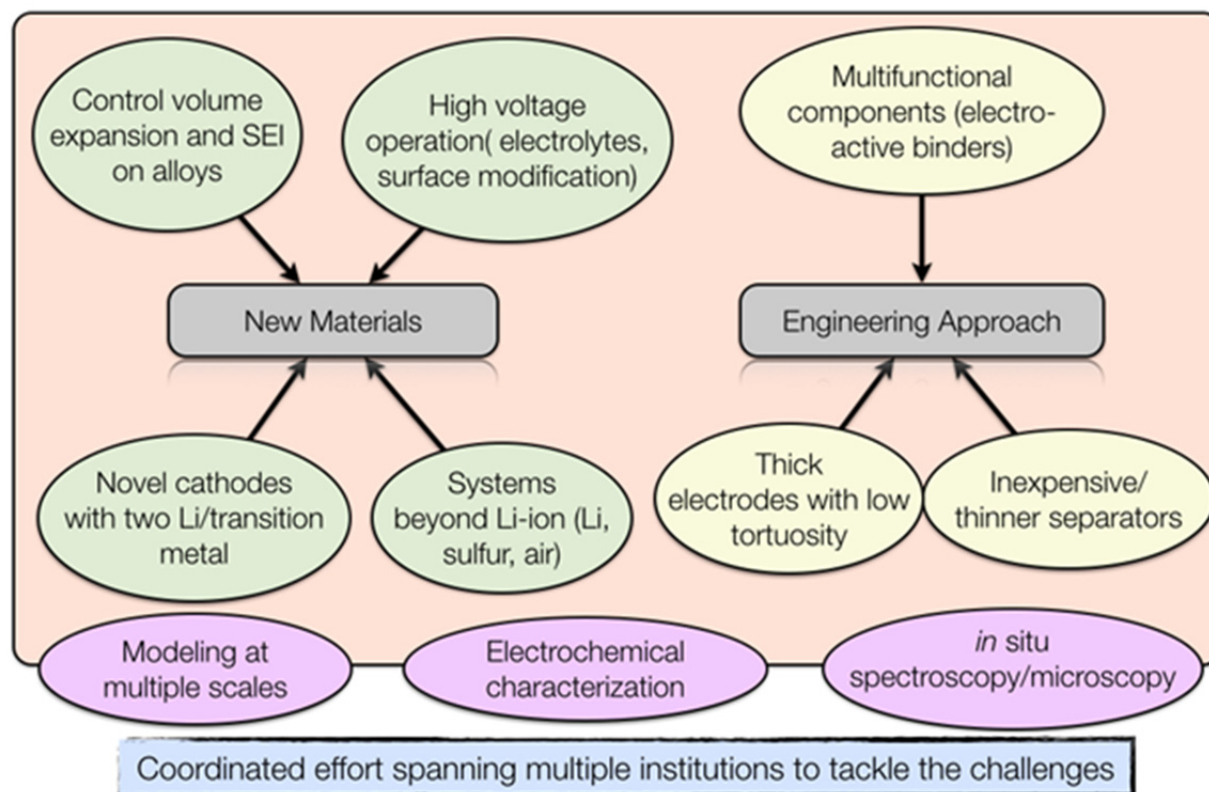 Control volume
expansion and SEI
on alloys
High voltage
operation( electrolytes,
surface modification)
Multifunctional
components (electro-
active binders)
New Materials
Engineering Approach
Novel cathodes
with two Li/transition
metal
Systems
beyond Li-ion (Li,
sulfur, air)
Thick
electrodes with low
tortuosity
Inexpensive/
thinner separators
Modeling at
multiple scales
Electrochemical
characterization
in situ
spectroscopy/microscopy
Coordinated effort spanning multiple institutions to tackle the challenges